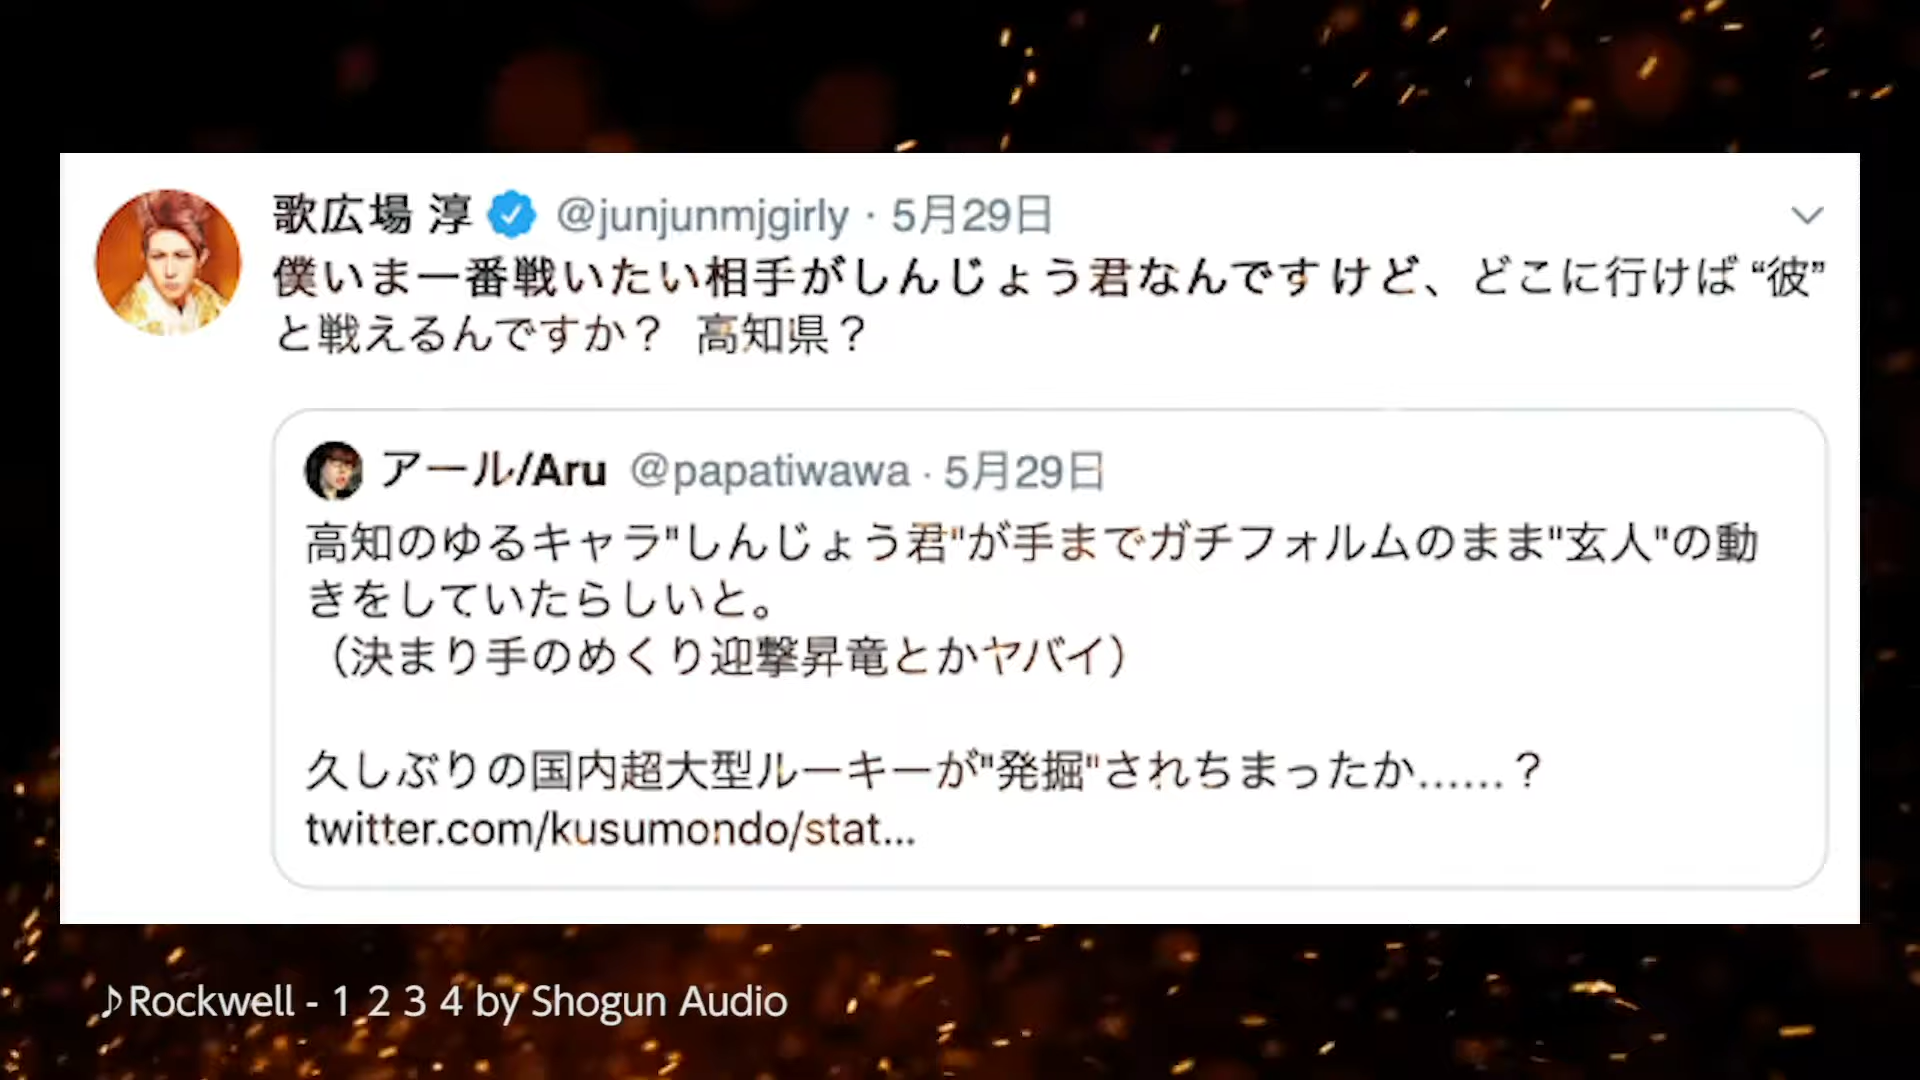 歌広場 淳 @junjunmjgirly · 5月29日
僕いま一番戦いたい相手がしんじょう君なんですけど、どこに行けば“彼”
と戦えるんですか？ 高知県？
アール/Aru @papatiwawa · 5月29日
高知のゆるキャラ"しんじょう君"が手までガチフォルムのまま"玄人"の動
きをしていたらしいと。
（決まり手のめくり迎撃昇竜とかヤバイ）
久しぶりの国内超大型ルーキーが"発掘"されちまったか……？
twitter.com/kusumondo/stat...
♪Rockwell - 1 2 3 4 by Shogun Audio